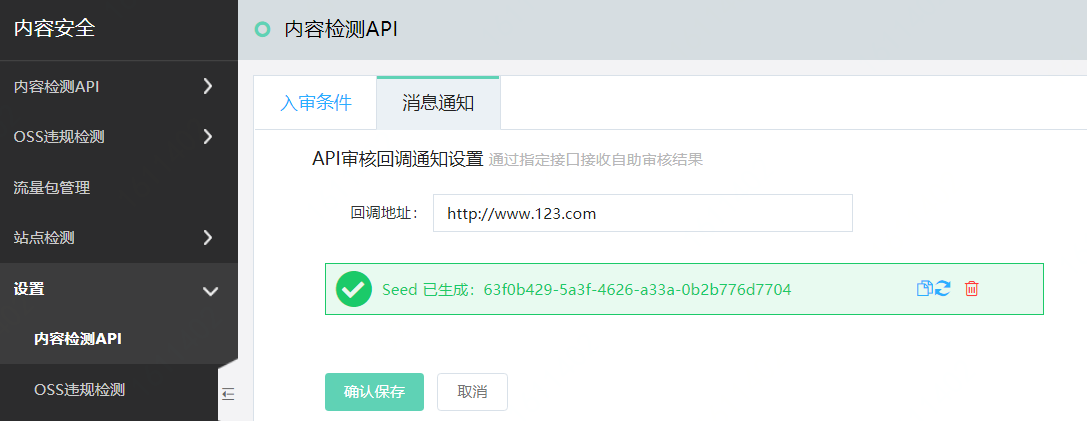 内容安全
内容检测API
OSS违规检测
流量包管理
站点检测
设置
内容检测API
OSS违规检测
内容检测API
入审条件
消息通知
API审核回调通知设置 通过指定接口接收自助审核结果
回调地址： http://www.123.com
Seed 已生成：63f0b429-5a3f-4626-a33a-0b2b776d7704
确认保存
取消